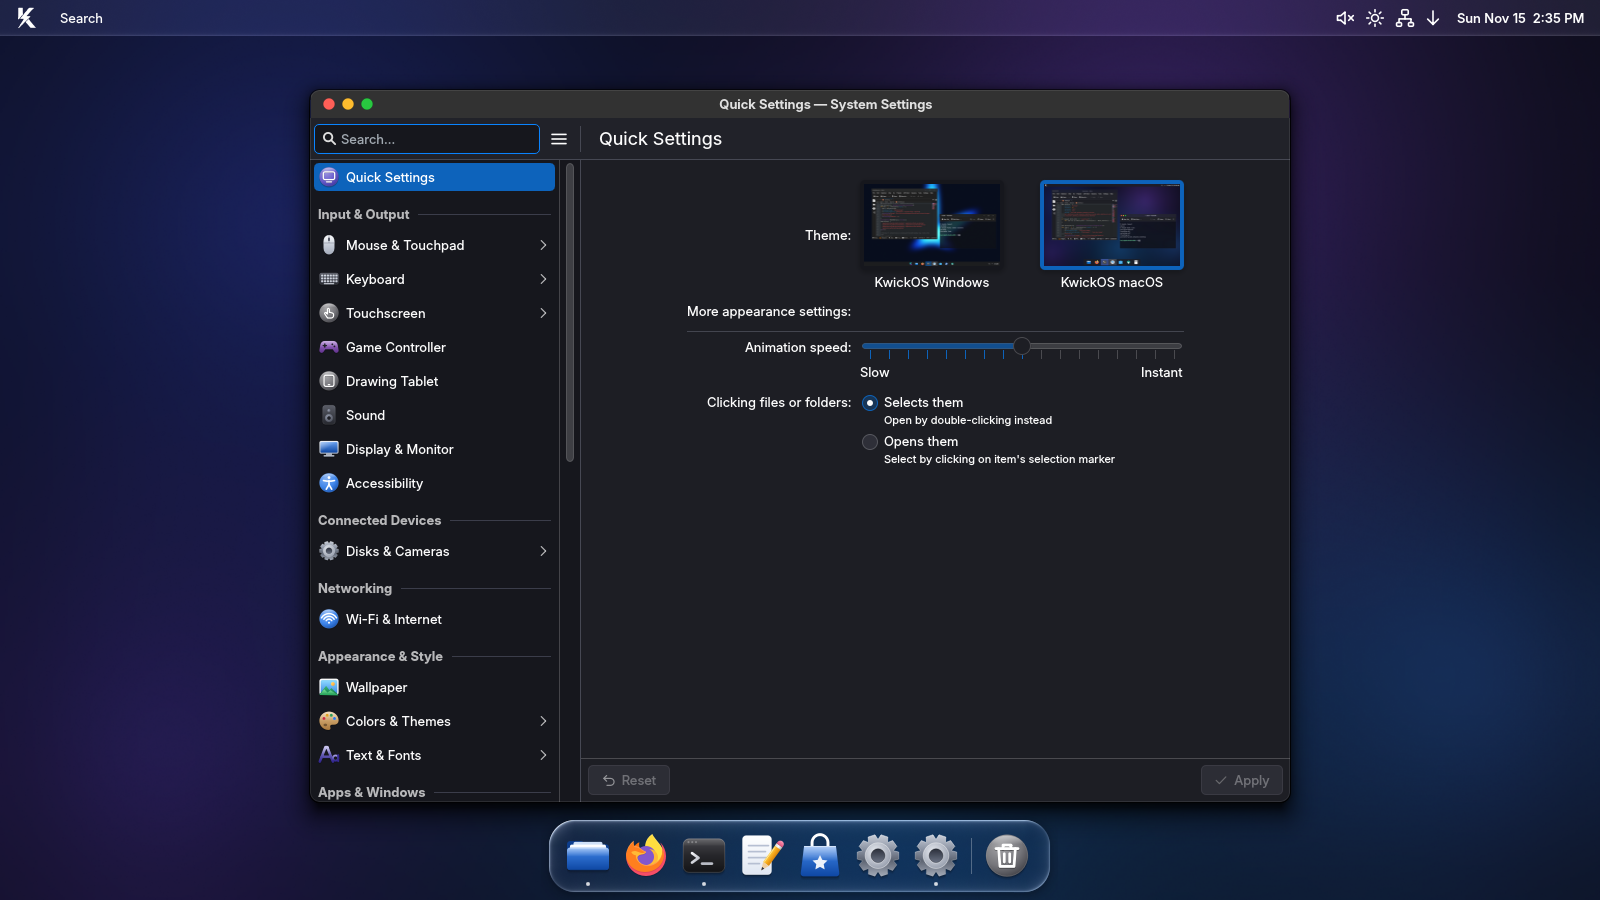 Search
Sun Nov 15 2:35 PM
Quick Settings — System Settings
Search...
Quick Settings
Quick Settings
Input & Output
Mouse & Touchpad
Keyboard
Touchscreen
Game Controller
Drawing Tablet
Sound
Display & Monitor
Accessibility
Connected Devices
Disks & Cameras
Networking
Wi-Fi & Internet
Appearance & Style
Wallpaper
Colors & Themes
Text & Fonts
Apps & Windows
Theme:
KwickOS Windows
KwickOS macOS
More appearance settings:
Animation speed:
Slow
Instant
Clicking files or folders:
Selects them
Open by double-clicking instead
Opens them
Select by clicking on item's selection marker
Reset
Apply